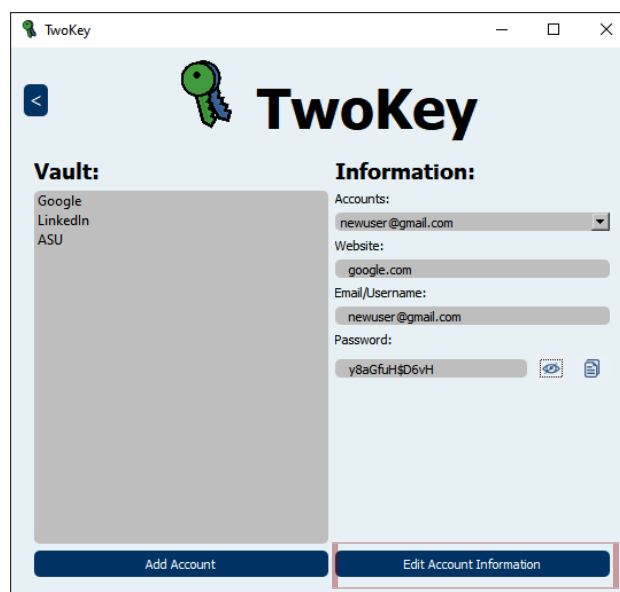 TwoKey
<
TwoKey
Vault:
Google
LinkedIn
ASU
Information:
Accounts:
newuser@gmail.com
Website:
google.com
Email/Username:
newuser@gmail.com
Password:
y8aGfuH$D6vH
Add Account
Edit Account Information